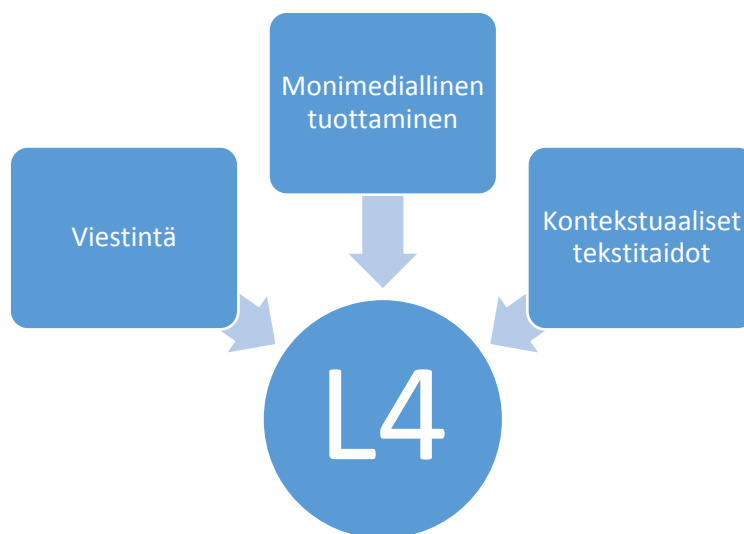 Monimediallinen
tuottaminen
Viestintä
Kontekstuaaliset
tekstitaidot
L4